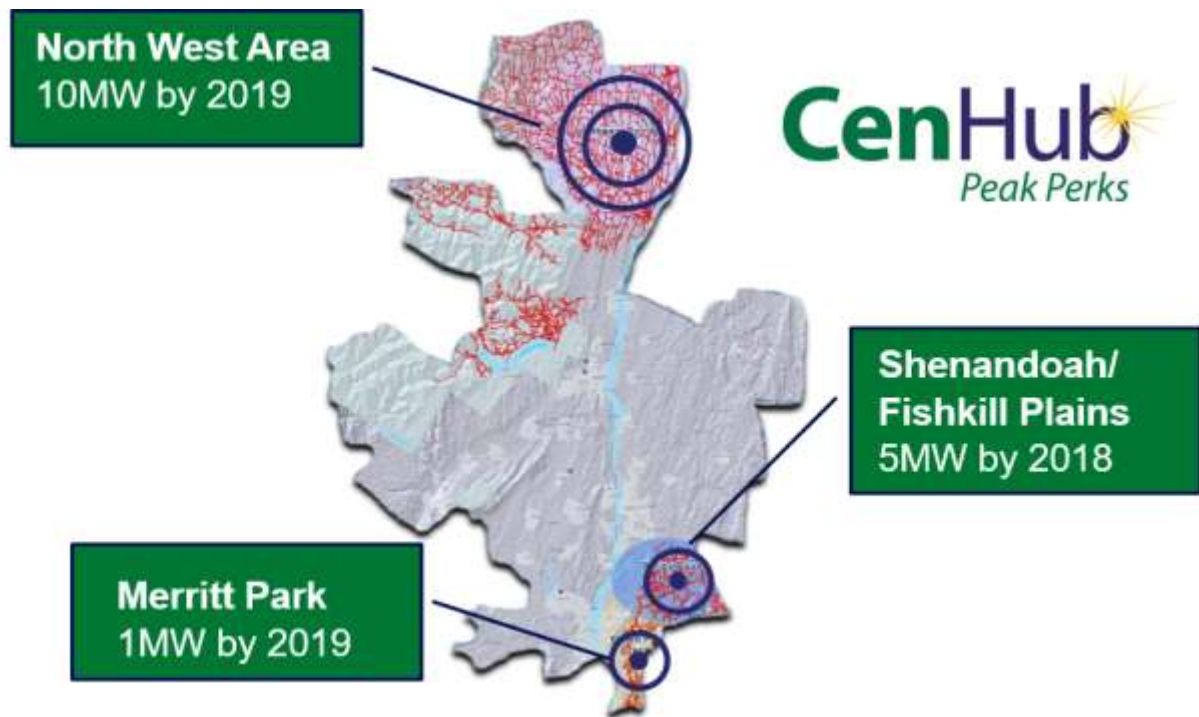 North West Area
10MW by 2019
CenHub
Peak Perks
Shenandoah/
Fishkill Plains
5MW by 2018
Merritt Park
1MW by 2019